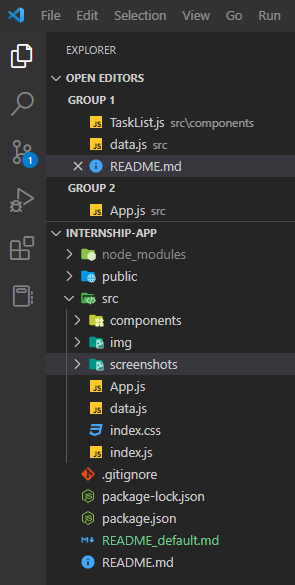 File Edit Selection View Go Run
EXPLORER
OPEN EDITORS
GROUP 1
JS TaskList.js src\components
JS data.js src
README.md
GROUP 2
JS App.js src
INTERNSHIP-APP
node_modules
public
src
components
img
screenshots
JS App.js
JS data.js
index.css
JS index.js
.gitignore
package-lock.json
package.json
README_default.md
README.md
1